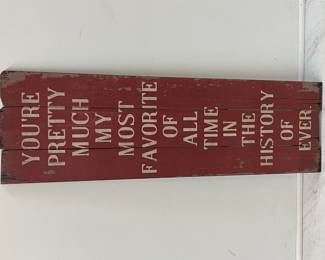 YOU'RE
PRETTY
MUCH
MY
MOST
FAVORITE
OF
ALL
TIME
IN
THE
HISTORY
OF
EVER